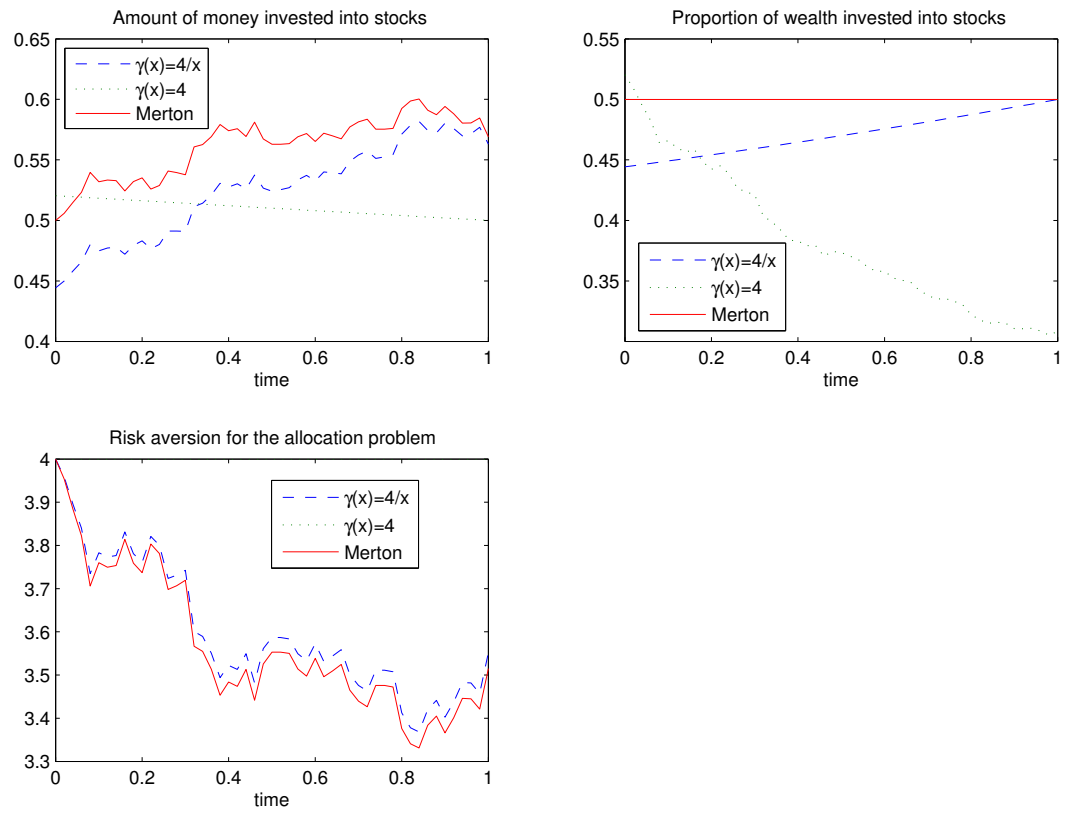 Amount of money invested into stocks
0.65
0.6
0.55
0.5
0.45
0.4
γ(x)=4/x
γ(x)=4
Merton
0 0.2 0.4 0.6 0.8 1
time
Proportion of wealth invested into stocks
0.55
0.5
0.45
0.4
0.35
γ(x)=4/x
γ(x)=4
Merton
0 0.2 0.4 0.6 0.8 1
time
Risk aversion for the allocation problem
4
3.9
3.8
3.7
3.6
3.5
3.4
3.3
γ(x)=4/x
γ(x)=4
Merton
0 0.2 0.4 0.6 0.8 1
time